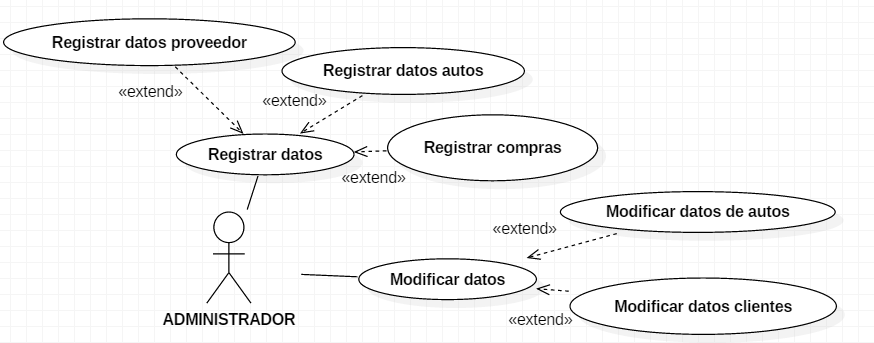 Registrar datos proveedor
Registrar datos autos
«extend»
«extend»
Registrar datos
Registrar compras
«extend»
Modificar datos de autos
«extend»
Modificar datos
Modificar datos clientes
«extend»
ADMINISTRADOR